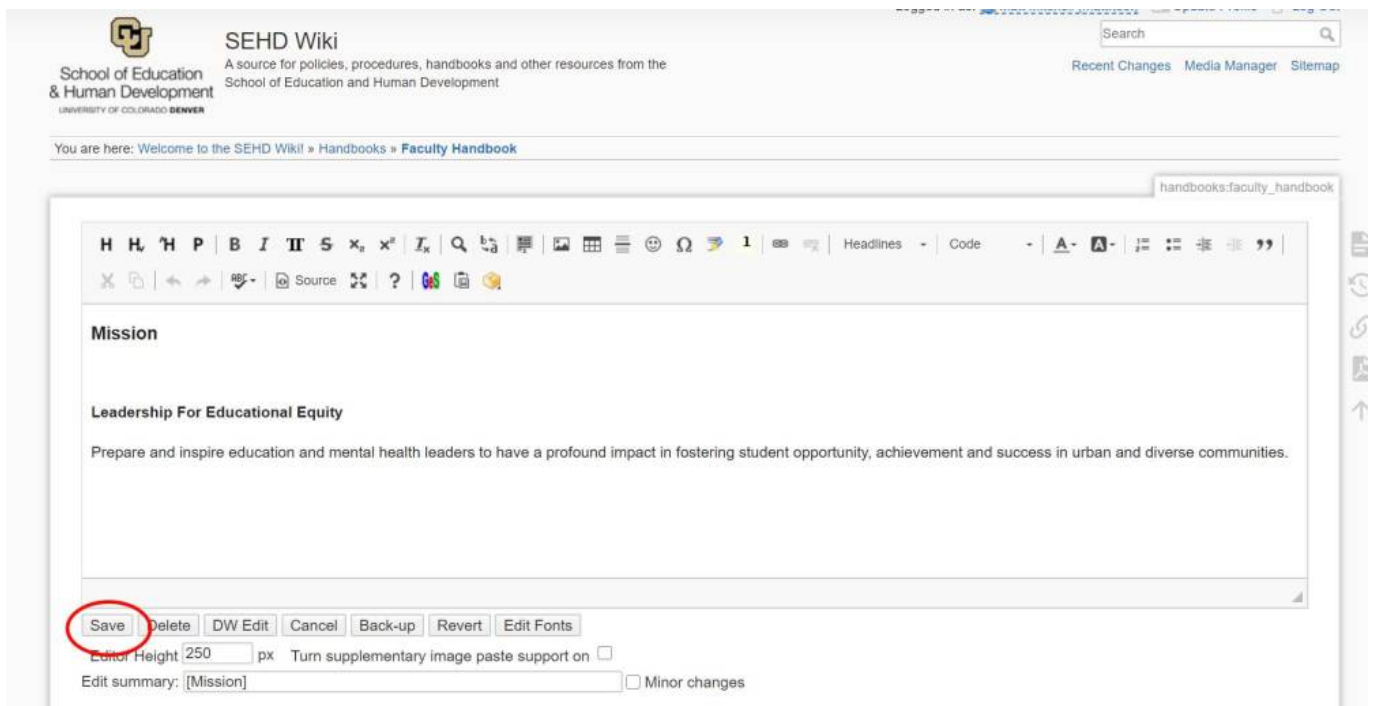 SEHD Wiki
A source for policies, procedures, handbooks and other resources from the
School of Education and Human Development
School of Education
& Human Development
UNIVERSITY OF COLORADO DENVER
Search
Recent Changes Media Manager Sitemap
You are here: Welcome to the SEHD Wiki! » Handbooks » Faculty Handbook
handbooks:faculty_handbook
Headlines Code
Source
Mission
Leadership For Educational Equity
Prepare and inspire education and mental health leaders to have a profound impact in fostering student opportunity, achievement and success in urban and diverse communities.
Save Delete DW Edit Cancel Back-up Revert Edit Fonts
Editor Height 250 px Turn supplementary image paste support on
Edit summary: [Mission] Minor changes